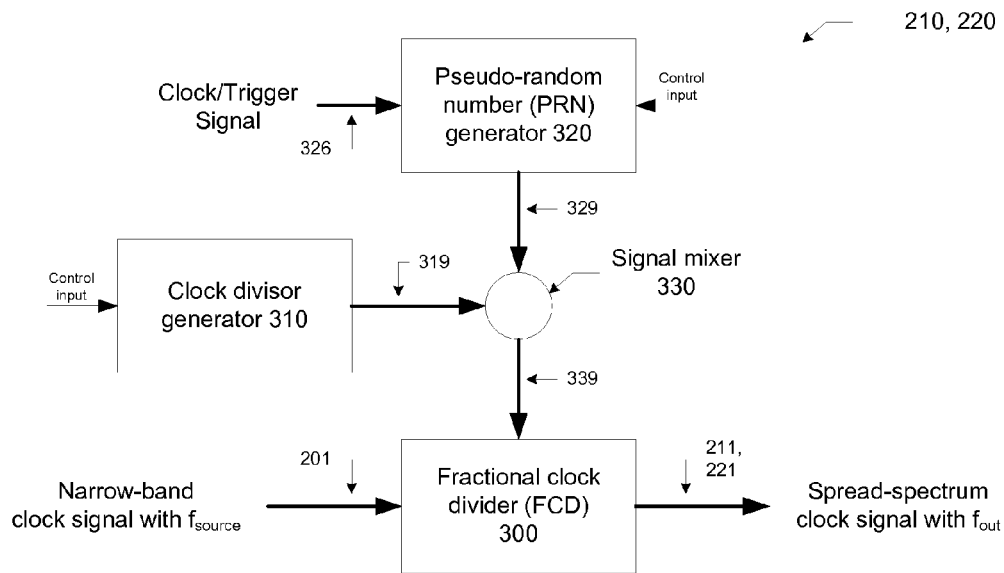 210, 220
Pseudo-random
number (PRN)
generator 320
Clock/Trigger
Signal
Control
input
326
329
319
Signal mixer
330
Control
input
Clock divisor
generator 310
339
201
211,
221
Narrow-band
clock signal with fsource
Fractional clock
divider (FCD)
300
Spread-spectrum
clock signal with fout